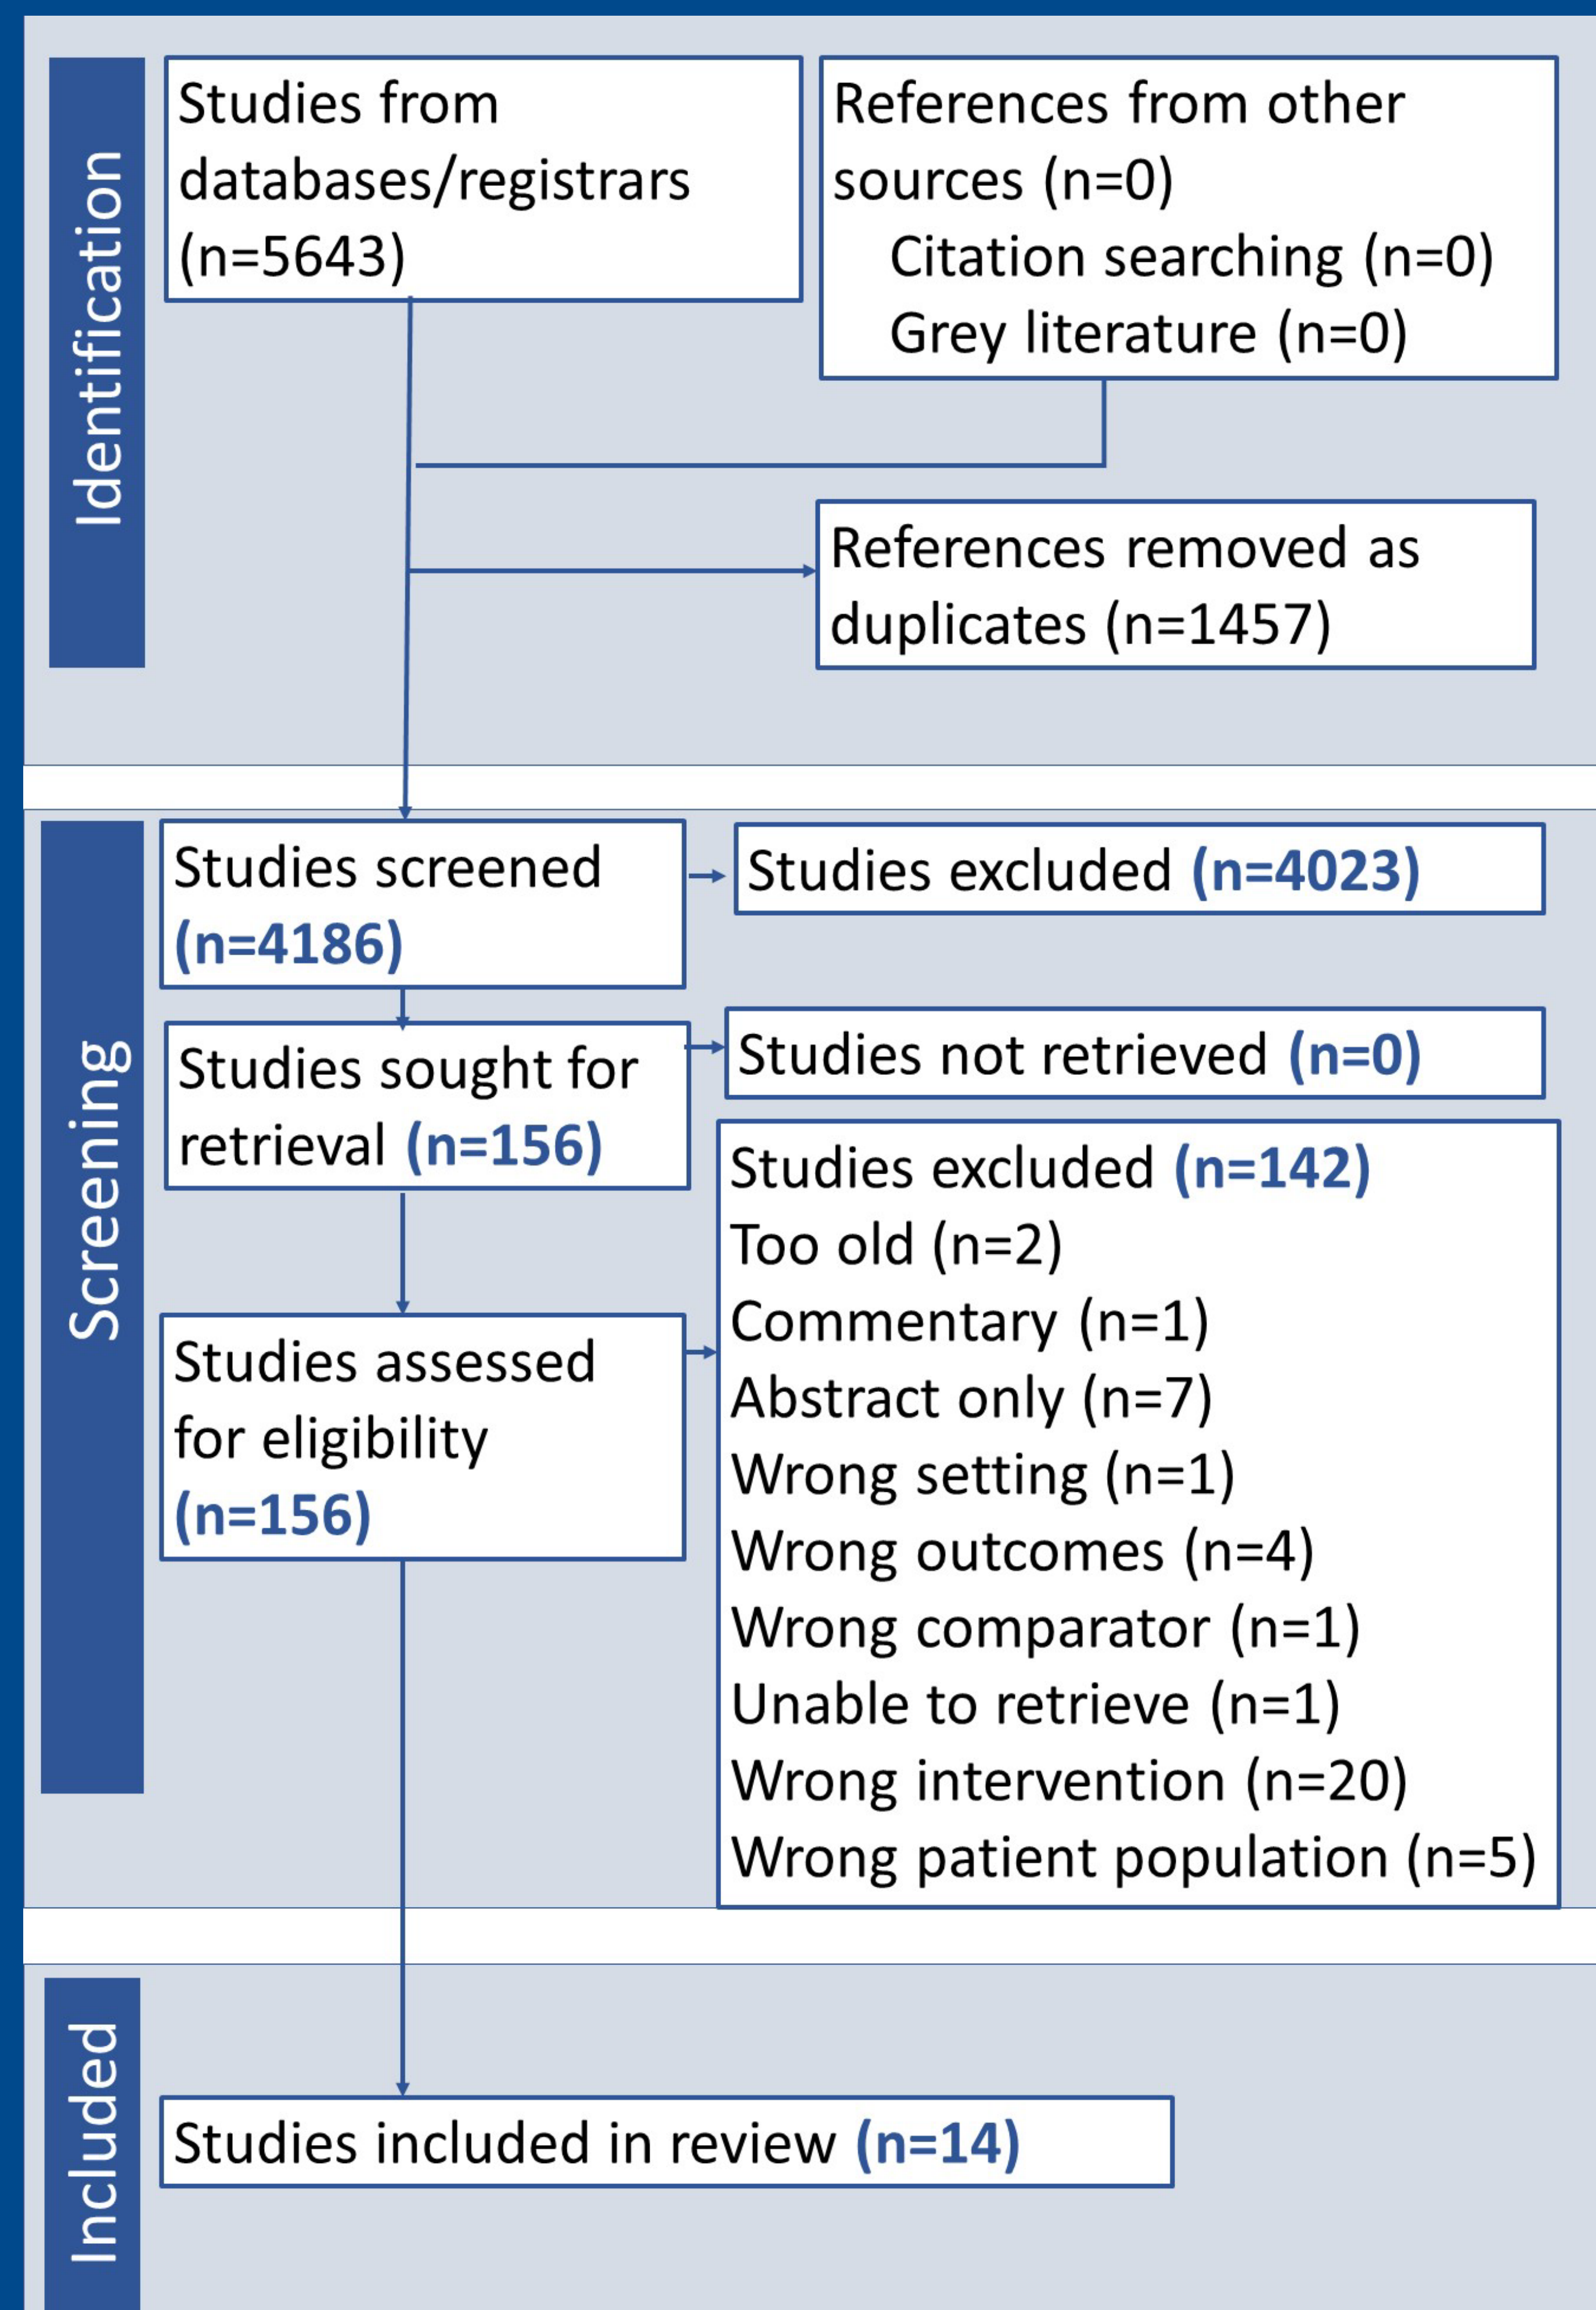 Identification
Studies from
databases/registrars
(n=5643)
References from other
sources (n=0)
Citation searching (n=0)
Grey literature (n=0)
References removed as
duplicates (n=1457)
Screening
Studies screened
(n=4186)
Studies excluded (n=4023)
Studies sought for
retrieval (n=156)
Studies not retrieved (n=0)
Studies assessed
for eligibility
(n=156)
Studies excluded (n=142)
Too old (n=2)
Commentary (n=1)
Abstract only (n=7)
Wrong setting (n=1)
Wrong outcomes (n=4)
Wrong comparator (n=1)
Unable to retrieve (n=1)
Wrong intervention (n=20)
Wrong patient population (n=5)
Included
Studies included in review (n=14)